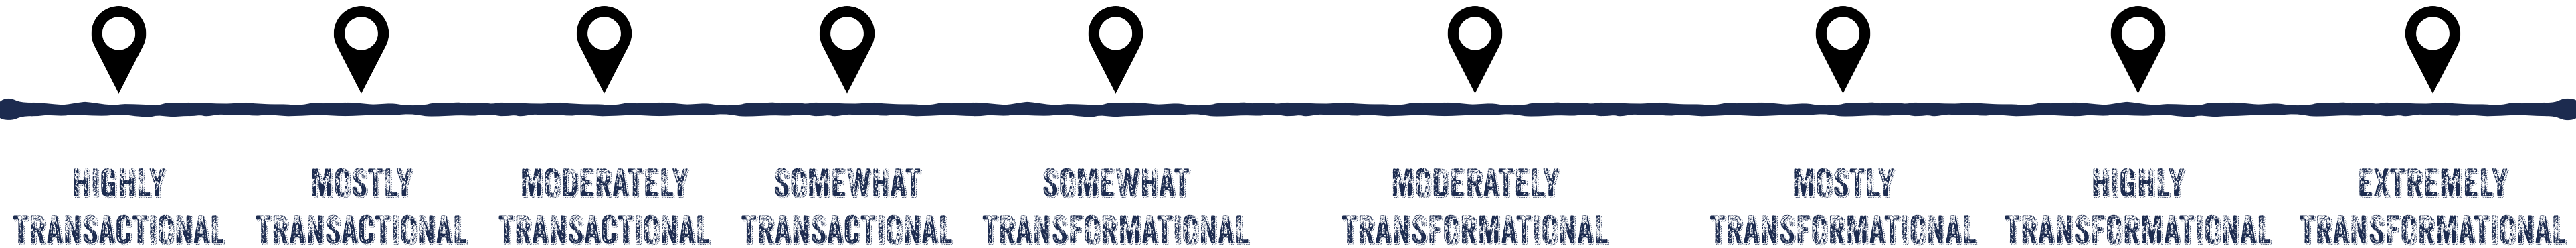 HIGHLY
TRANSACTIONAL
MOSTLY
TRANSACTIONAL
MODERATELY
TRANSACTIONAL
SOMEWHAT
TRANSACTIONAL
SOMEWHAT
TRANSFORMATIONAL
MODERATELY
TRANSFORMATIONAL
MOSTLY
TRANSFORMATIONAL
HIGHLY
TRANSFORMATIONAL
EXTREMELY
TRANSFORMATIONAL